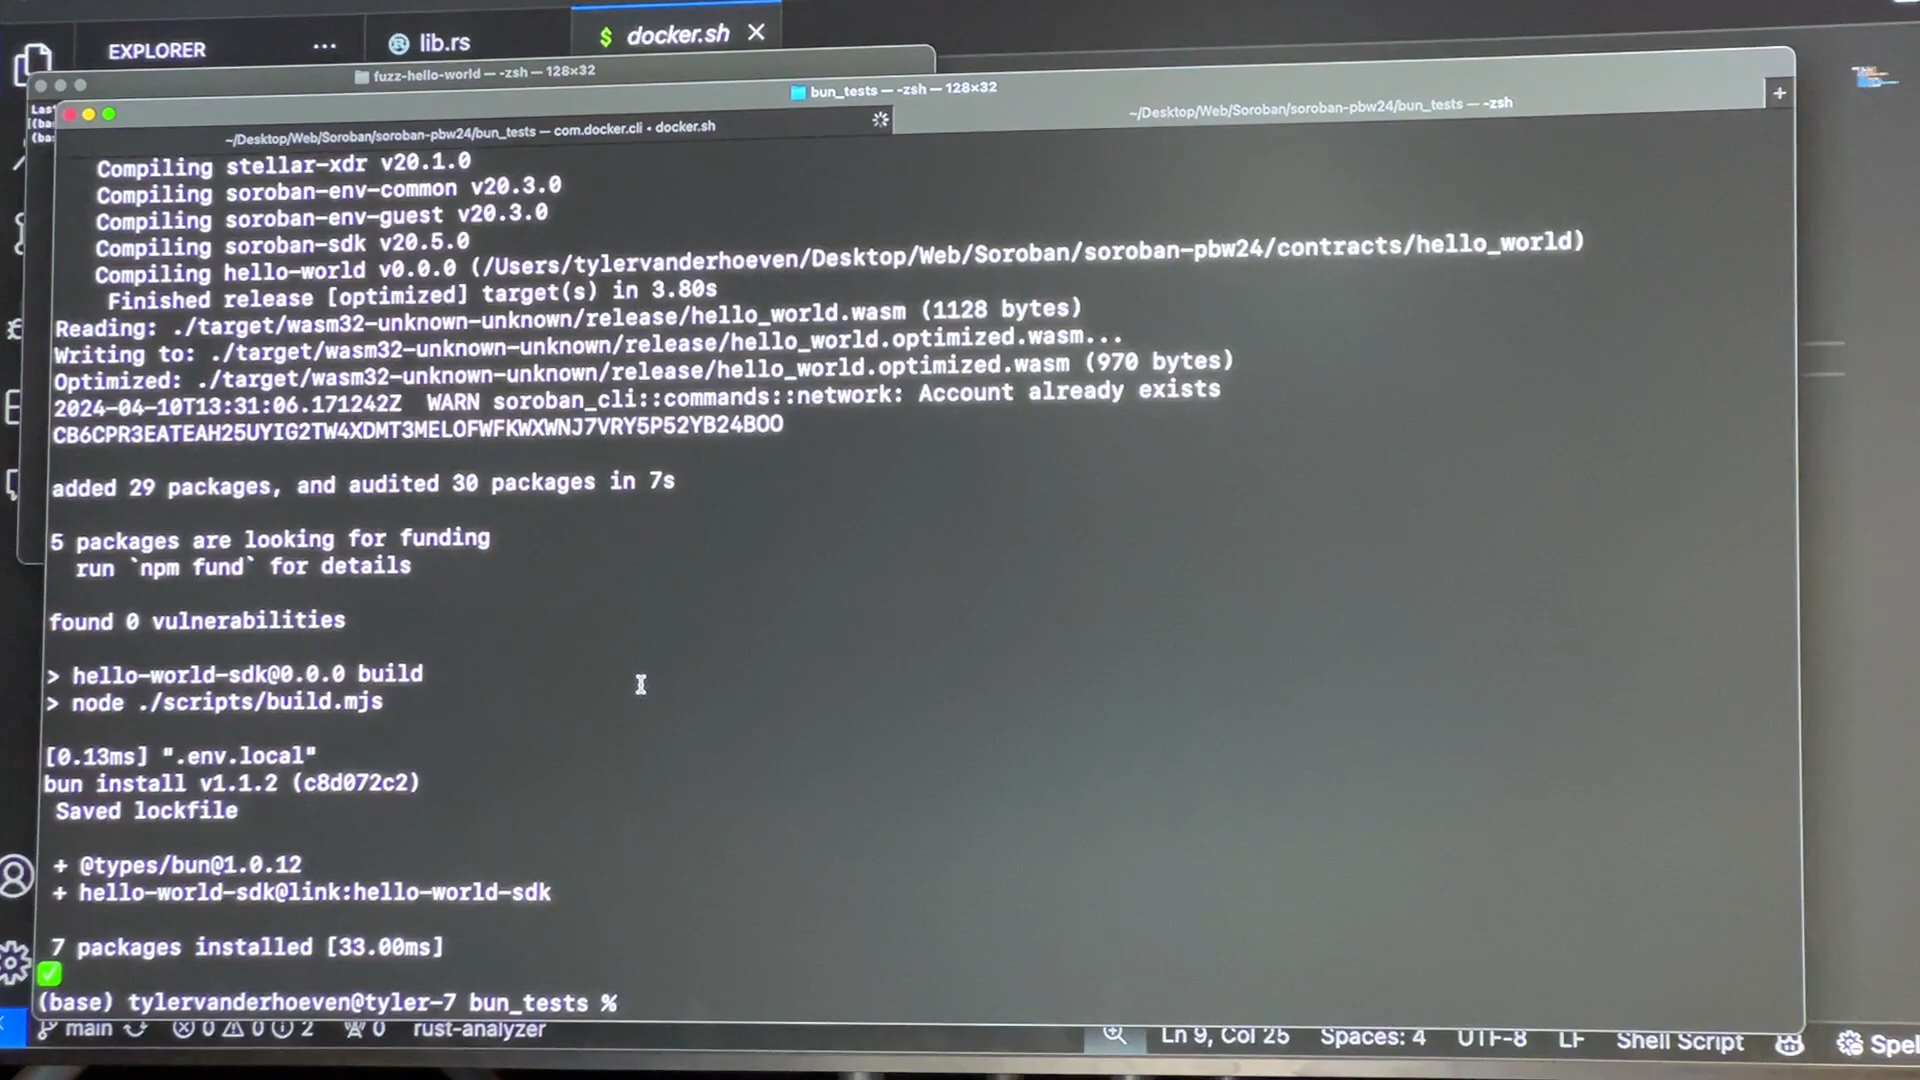 EXPLORER
...
lib.rs
$ docker.sh ×
fuzz-hello-world — -zsh — 128×32
bun_tests — -zsh — 128×32
~/Desktop/Web/Soroban/soroban-pbw24/bun_tests — com.docker.cli • docker.sh
~/Desktop/Web/Soroban/soroban-pbw24/bun_tests — -zsh
+
Compiling stellar-xdr v20.1.0
Compiling soroban-env-common v20.3.0
Compiling soroban-env-guest v20.3.0
Compiling soroban-sdk v20.5.0
Compiling hello-world v0.0.0 (/Users/tylervanderhoeven/Desktop/Web/Soroban/soroban-pbw24/contracts/hello_world)
Finished release [optimized] target(s) in 3.80s
Reading: ./target/wasm32-unknown-unknown/release/hello_world.wasm (1128 bytes)
Writing to: ./target/wasm32-unknown-unknown/release/hello_world.optimized.wasm...
Optimized: ./target/wasm32-unknown-unknown/release/hello_world.optimized.wasm (970 bytes)
2024-04-10T13:31:06.171242Z WARN soroban_cli::commands::network: Account already exists
CB6CPR3EATEAH25UYIG2TW4XDMT3MELOFWFKWXWNJ7VRY5P52YB24BOO
added 29 packages, and audited 30 packages in 7s
5 packages are looking for funding
run `npm fund` for details
found 0 vulnerabilities
> hello-world-sdk@0.0.0 build
> node ./scripts/build.mjs
[0.13ms] ".env.local"
bun install v1.1.2 (c8d072c2)
Saved lockfile
+ @types/bun@1.0.12
+ hello-world-sdk@link:hello-world-sdk
7 packages installed [33.00ms]
✅
(base) tylervanderhoeven@tyler-7 bun_tests %
main 0 0 2 0 rust-analyzer
Ln 9, Col 25 Spaces: 4 UTF-8 LF Shell Script Spel